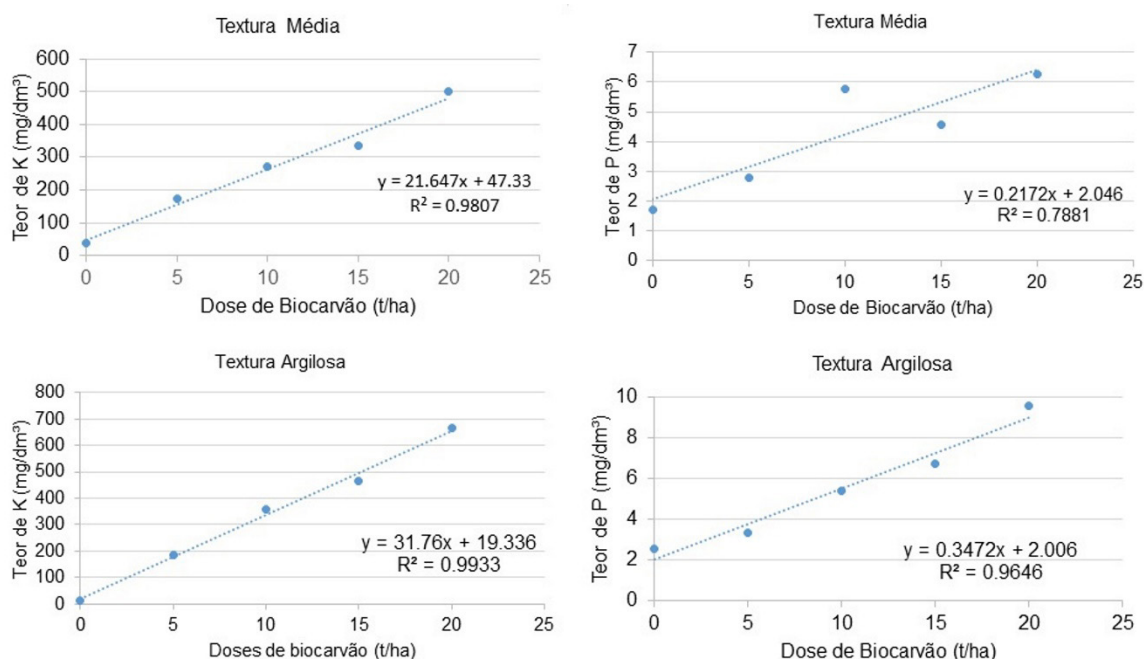 Textura Média
Teor de K (mg/dm³)
600
500
400
300
200
100
0
y = 21.647x + 47.33
R² = 0.9807
0 5 10 15 20 25
Dose de Biocarvão (t/ha)
Textura Média
Teor de P (mg/dm³)
7
6
5
4
3
2
1
0
y = 0.2172x + 2.046
R² = 0.7881
0 5 10 15 20 25
Dose de Biocarvão (t/ha)
Textura Argilosa
Teor de K (mg/dm³)
800
700
600
500
400
300
200
100
0
y = 31.76x + 19.336
R² = 0.9933
0 5 10 15 20 25
Doses de biocarvão (t/ha)
Textura Argilosa
Teor de P (mg/dm³)
10
8
6
4
2
0
y = 0.3472x + 2.006
R² = 0.9646
0 5 10 15 20 25
Dose de Biocarvão (t/ha)